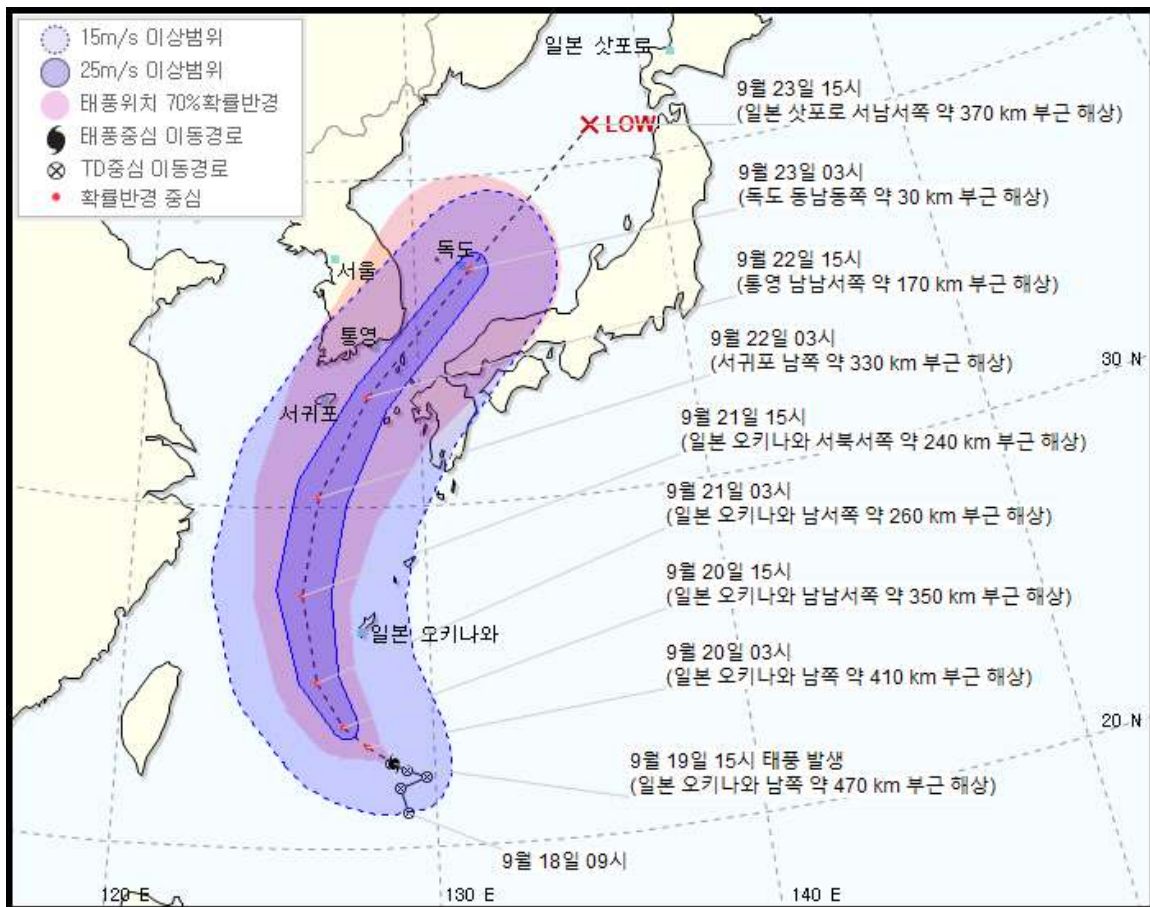 15m/s 이상범위
25m/s 이상범위
태풍위치 70%확률반경
태풍중심 이동경로
TD중심 이동경로
확률반경 중심
일본 삿포로
LOW
9월 23일 15시
(일본 삿포로 서남서쪽 약 370 km 부근 해상)
9월 23일 03시
(독도 동남동쪽 약 30 km 부근 해상)
독도
서울
9월 22일 15시
(통영 남남서쪽 약 170 km 부근 해상)
통영
9월 22일 03시
(서귀포 남쪽 약 330 km 부근 해상)
30 N
서귀포
9월 21일 15시
(일본 오키나와 서북서쪽 약 240 km 부근 해상)
9월 21일 03시
(일본 오키나와 남서쪽 약 260 km 부근 해상)
9월 20일 15시
(일본 오키나와 남남서쪽 약 350 km 부근 해상)
일본 오키나와
9월 20일 03시
(일본 오키나와 남쪽 약 410 km 부근 해상)
20 N
9월 19일 15시 태풍 발생
(일본 오키나와 남쪽 약 470 km 부근 해상)
9월 18일 09시
120 E
130 E
140 E